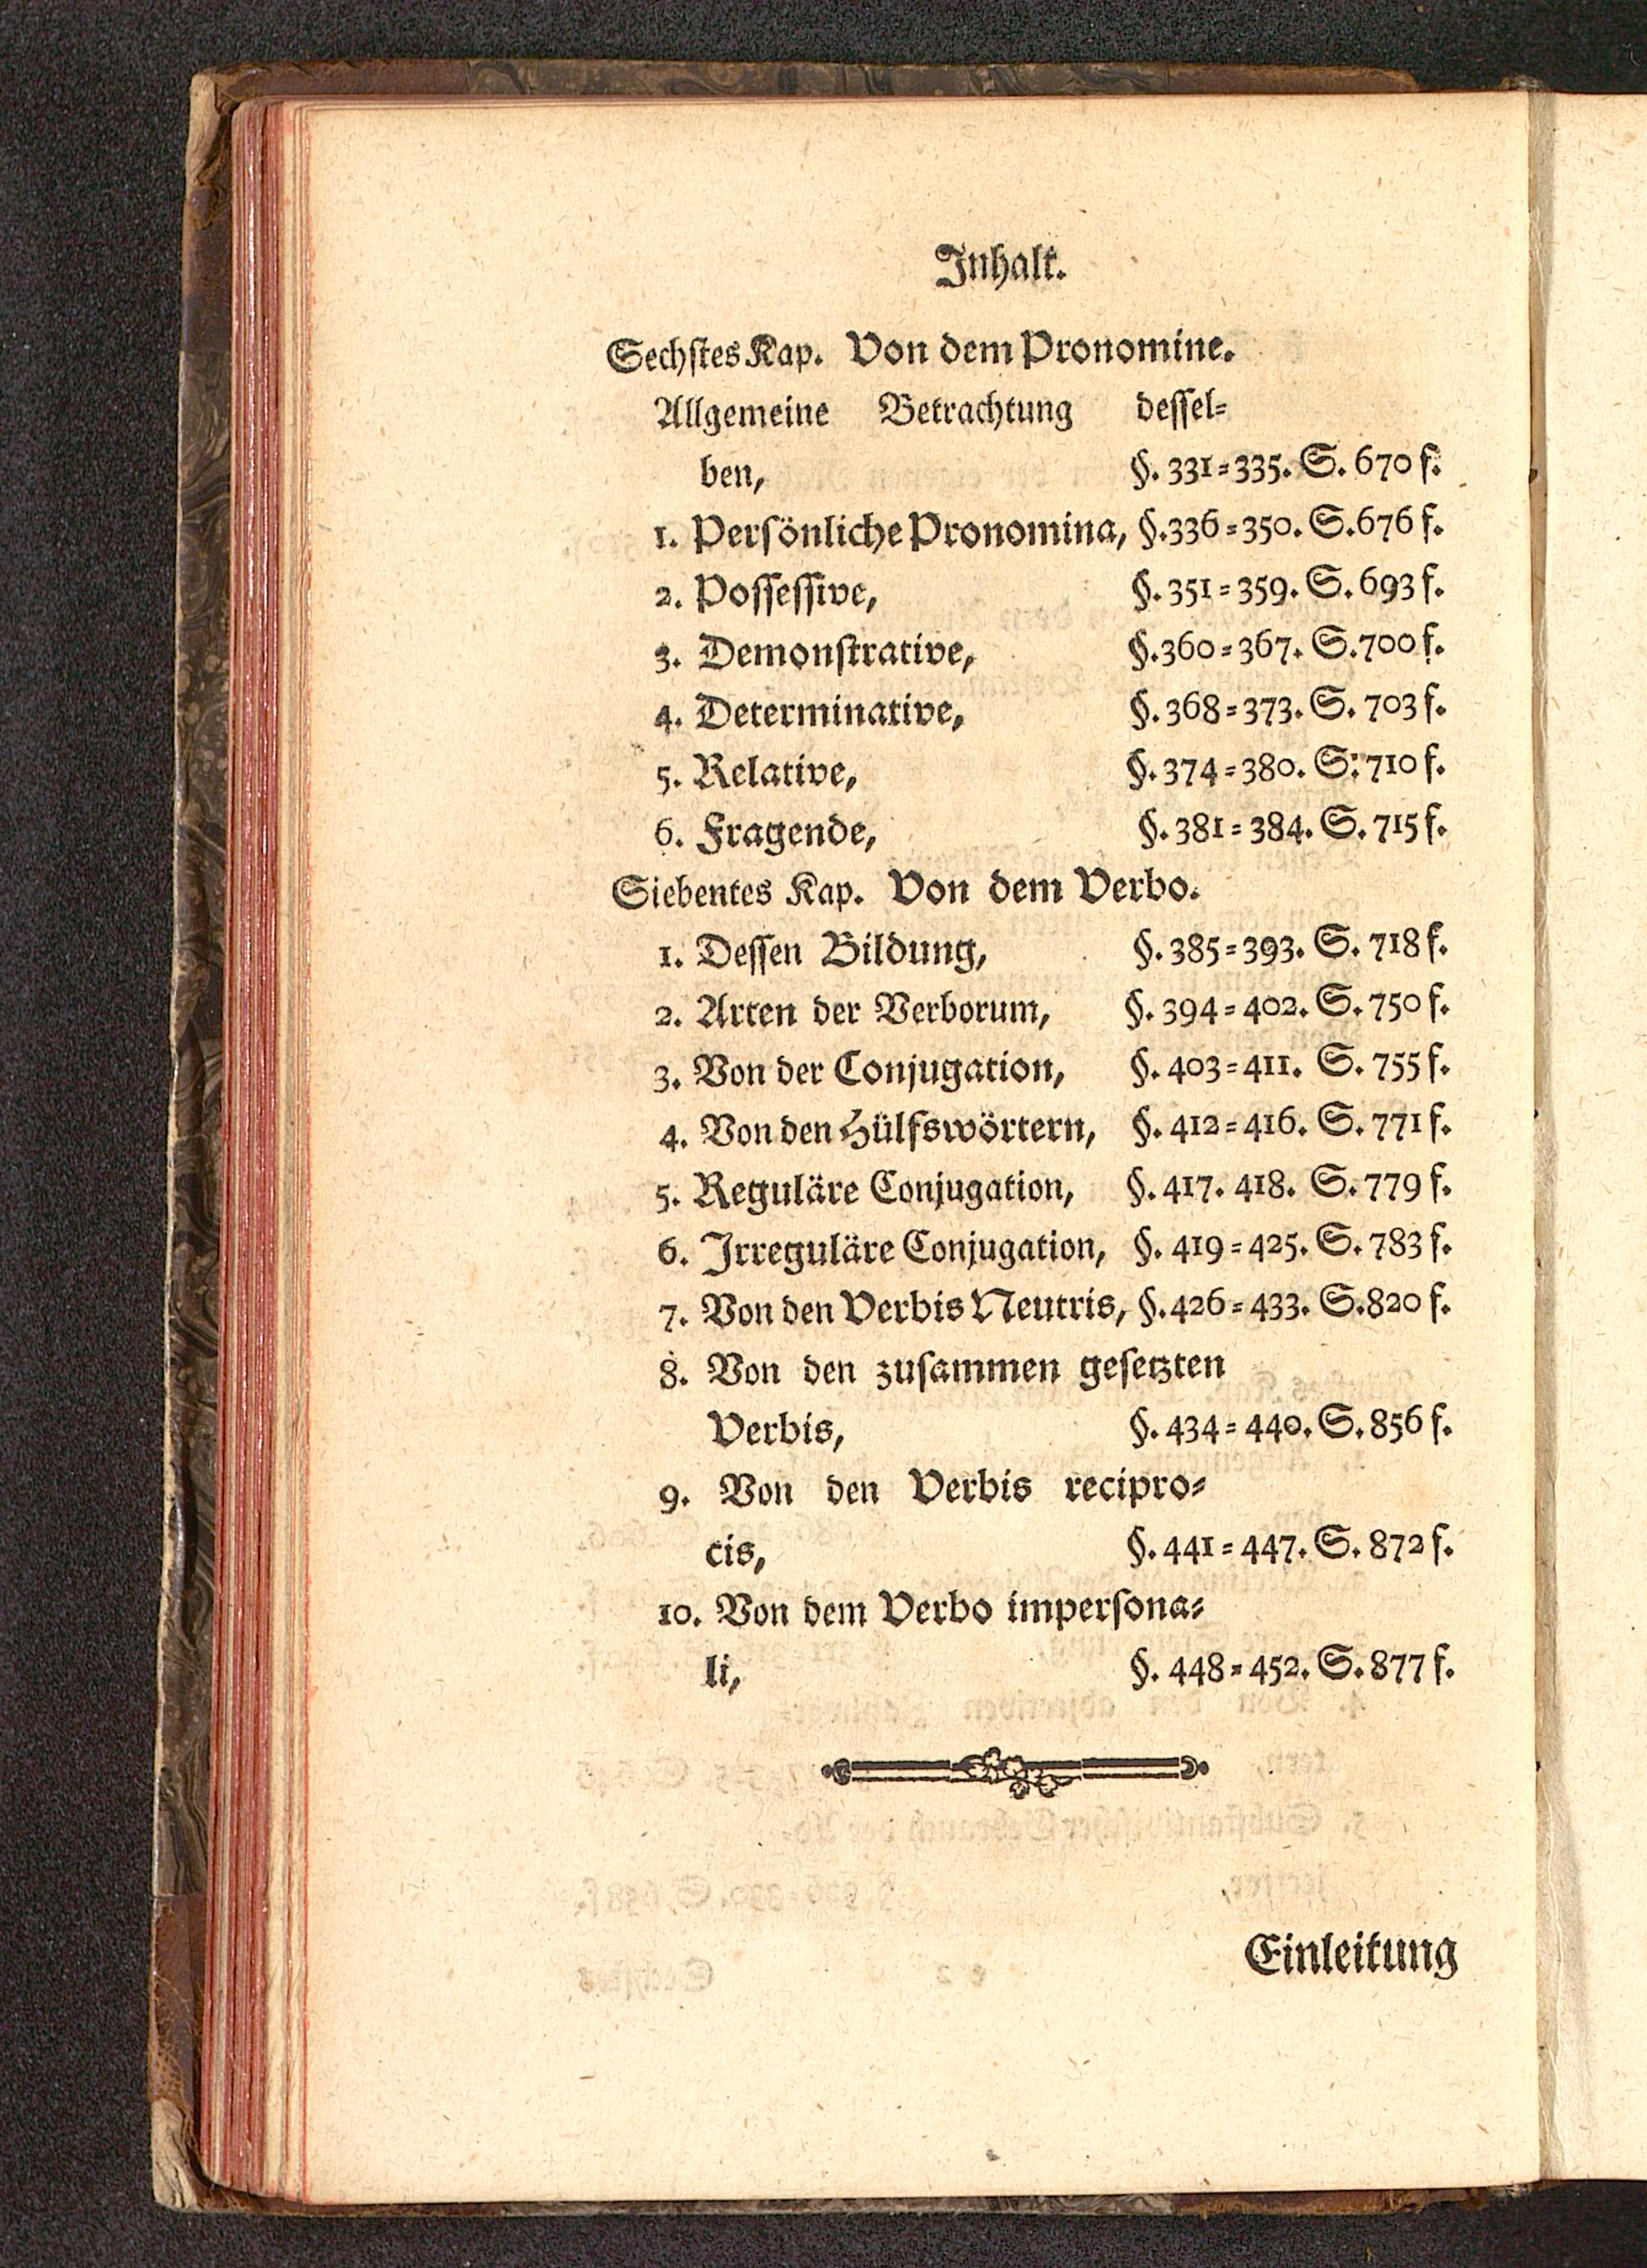 Inhalt.
Sechſtes Kap. Von dem Pronomine.
Allgemeine Betrachtung deſſel⸗
ben, §. 331⸗335. S. 670 f.
1. Perſönliche Pronomina, §. 336⸗350. S. 676 f.
2. Poſſeſſive, §. 351⸗359. S. 693 f.
3. Demonſtrative, §. 360⸗367. S. 700 f.
4. Determinative, §. 368⸗373. S. 703 f.
5. Relative, §. 374⸗380. S. 710 f.
6. Fragende, §. 381⸗384. S. 715 f.
Siebentes Kap. Von dem Verbo.
1. Deſſen Bildung, §. 385⸗393. S. 718 f.
2. Arten der Verborum, §. 394⸗402. S. 750 f.
3. Von der Conjugation, §. 403⸗411. S. 755 f.
4. Von den Hülfswörtern, §. 412⸗416. S. 771 f.
5. Reguläre Conjugation, §. 417. 418. S. 779 f.
6. Irreguläre Conjugation, §. 419⸗425. S. 783 f.
7. Von den Verbis Neutris, §. 426⸗433. S. 820 f.
8. Von den zuſammen geſetzten
Verbis, §. 434⸗440. S. 856 f.
9. Von den Verbis recipro⸗
cis, §. 441⸗447. S. 872 f.
10. Von dem Verbo imperſona⸗
li, §. 448⸗452. S. 877 f.
Einleitung